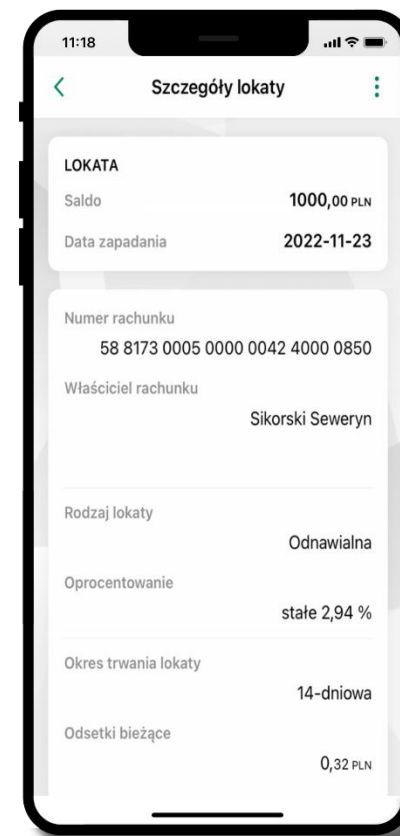 11:18
Szczegóły lokaty
LOKATA
Saldo 1000,00 PLN
Data zapadania 2022-11-23
Numer rachunku
58 8173 0005 0000 0042 4000 0850
Właściciel rachunku
Sikorski Seweryn
Rodzaj lokaty
Odnawialna
Oprocentowanie
stałe 2,94 %
Okres trwania lokaty
14-dniowa
Odsetki bieżące
0,32 PLN